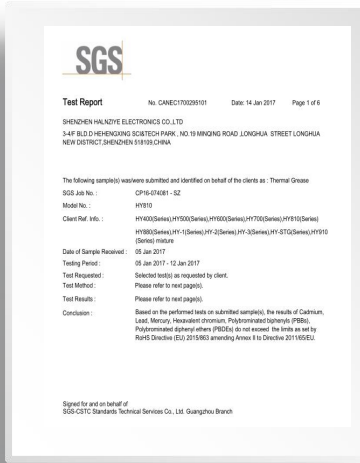 SGS
Test Report No. CANEC1700295101 Date: 14 Jan 2017 Page 1 of 6
SHENZHEN HALNZIYE ELECTRONICS CO.,LTD
3-4/F BLD.D HEHENGXING SCI&TECH PARK , NO.19 MINQING ROAD ,LONGHUA STREET LONGHUA
NEW DISTRICT,SHENZHEN 518109,CHINA
The following sample(s) was/were submitted and identified on behalf of the clients as : Thermal Grease
SGS Job No. : CP16-074081 - SZ
Model No. : HY810
Client Ref. Info. : HY400(Series),HY500(Series),HY600(Series),HY700(Series),HY810(Series)
HY880(Series),HY-1(Series),HY-2(Series),HY-3(Series),HY-STG(Series),HY910
(Series) mixture
Date of Sample Received : 05 Jan 2017
Testing Period : 05 Jan 2017 - 12 Jan 2017
Test Requested : Selected test(s) as requested by client.
Test Method : Please refer to next page(s).
Test Results : Please refer to next page(s).
Conclusion : Based on the performed tests on submitted sample(s), the results of Cadmium,
Lead, Mercury, Hexavalent chromium, Polybrominated biphenyls (PBBs),
Polybrominated diphenyl ethers (PBDEs) do not exceed the limits as set by
RoHS Directive (EU) 2015/863 amending Annex II to Directive 2011/65/EU.
Signed for and on behalf of
SGS-CSTC Standards Technical Services Co., Ltd. Guangzhou Branch